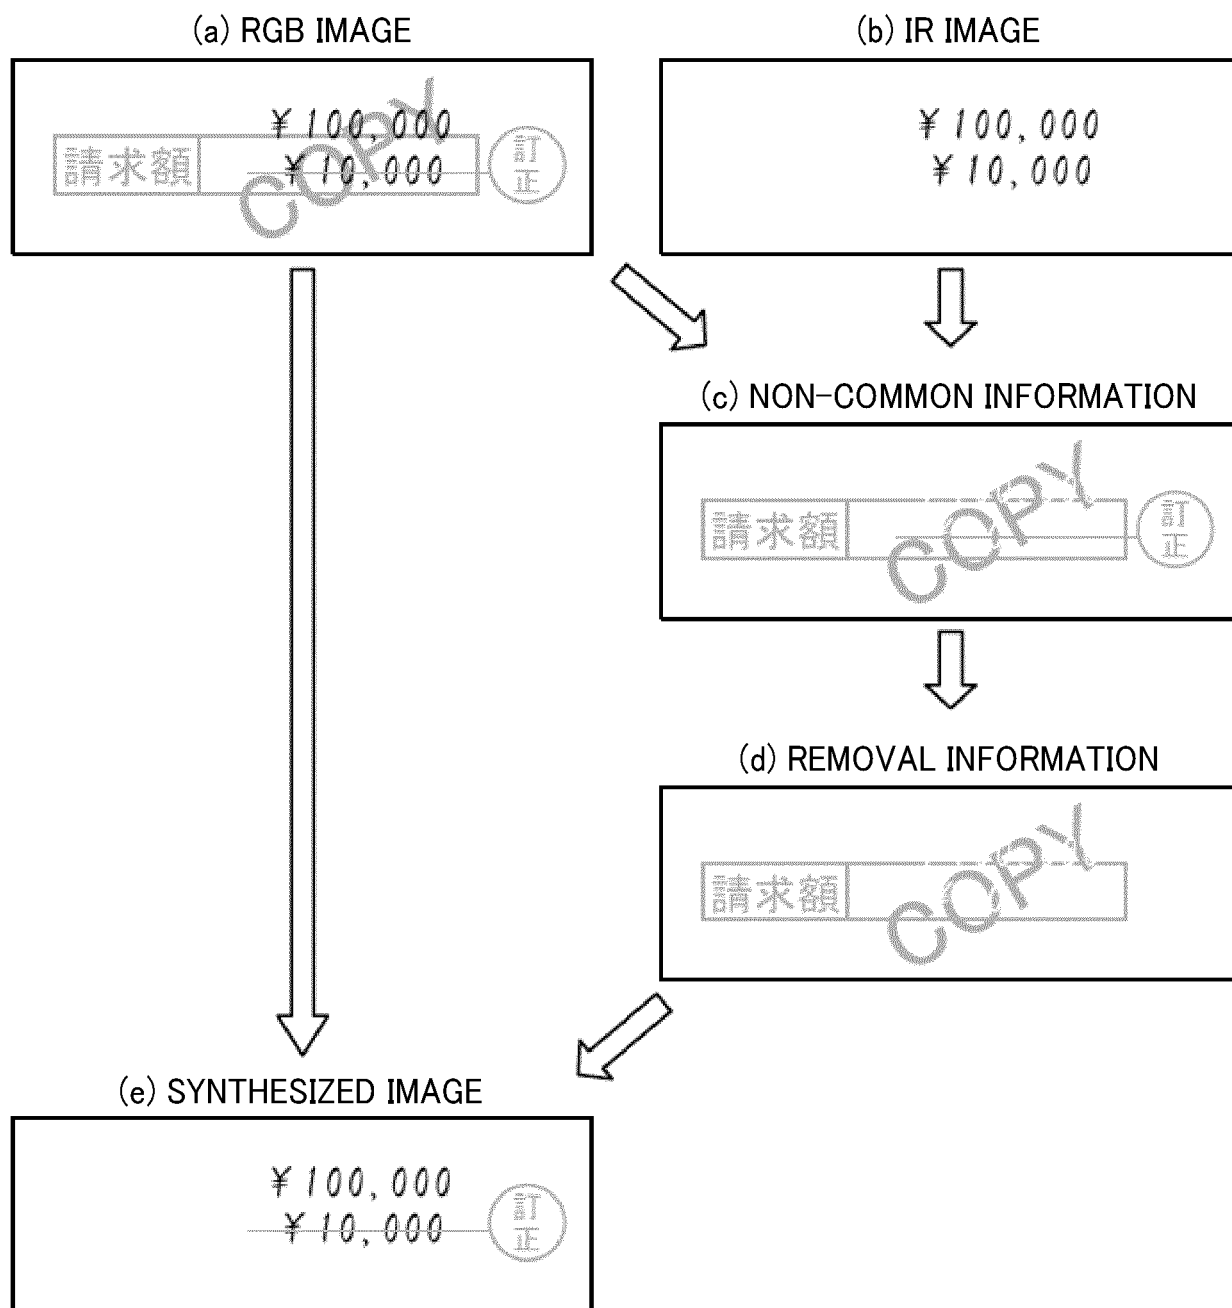 (a) RGB IMAGE
(b) IR IMAGE
¥100,000
請求額
¥10,000
訂正
COPY
¥100,000
¥10,000
(c) NON-COMMON INFORMATION
請求額
COPY
訂正
(d) REMOVAL INFORMATION
請求額
COPY
(e) SYNTHESIZED IMAGE
¥100,000
¥10,000
訂正